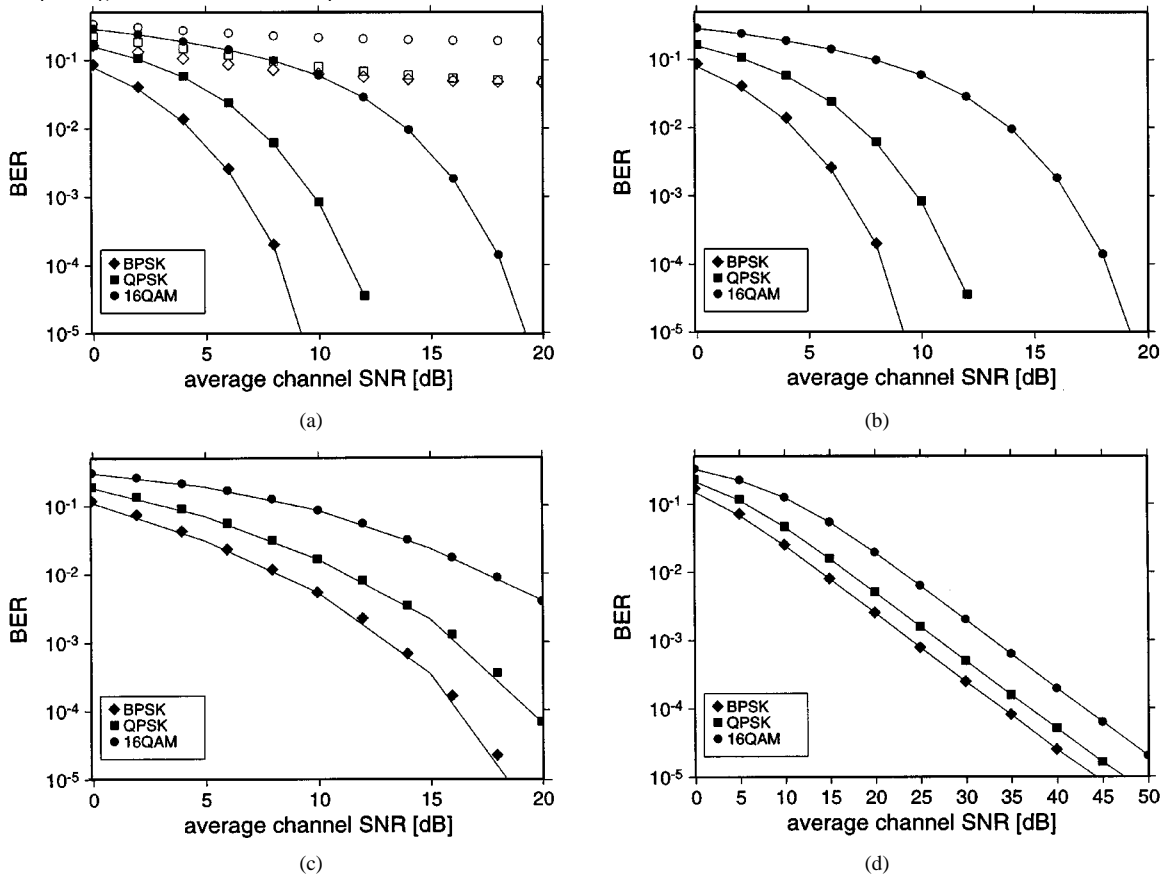 10-1
10-2
10-3
10-4
10-5
BER
BPSK
QPSK
16QAM
0 5 10 15 20
average channel SNR [dB]
(a)
10-1
10-2
10-3
10-4
10-5
BER
BPSK
QPSK
16QAM
0 5 10 15 20
average channel SNR [dB]
(b)
10-1
10-2
10-3
10-4
10-5
BER
BPSK
QPSK
16QAM
0 5 10 15 20
average channel SNR [dB]
(c)
10-1
10-2
10-3
10-4
10-5
BER
BPSK
QPSK
16QAM
0 5 10 15 20 25 30 35 40 45 50
average channel SNR [dB]
(d)